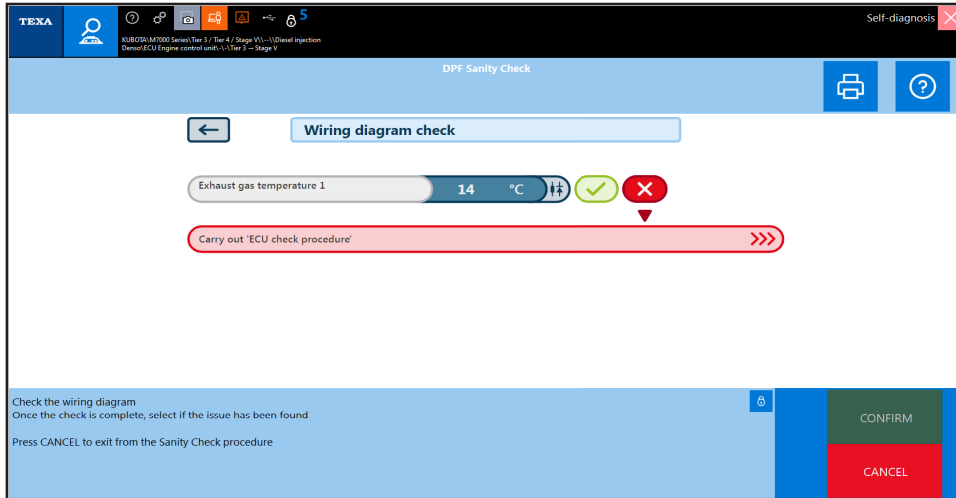 TEXA
5
Self-diagnosis
KUBOTA\M7000 Series\Tier 3 / Tier 4 / Stage V\\--\\Diesel injection
Denso\ECU Engine control unit\-\-\Tier 3 → Stage V
DPF Sanity Check
Wiring diagram check
Exhaust gas temperature 1 14 °C
Carry out 'ECU check procedure'
Check the wiring diagram
Once the check is complete, select if the issue has been found
Press CANCEL to exit from the Sanity Check procedure
CONFIRM
CANCEL